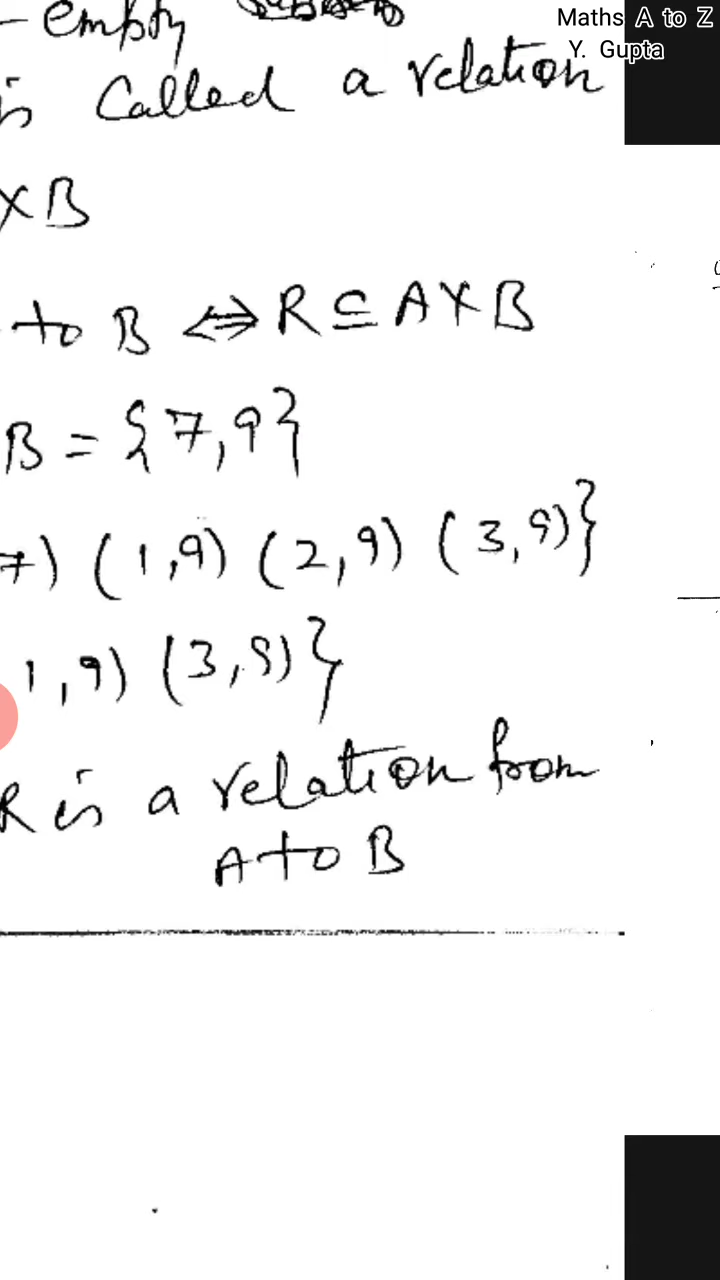 Maths A to Z
Y. Gupta
- empty
is called a relation
XB
to B ⇔ R ⊆ A X B
B = {7,9}
7) (1,9) (2,9) (3,9)}
1,9) (3,9)}
R is a relation from
A to B